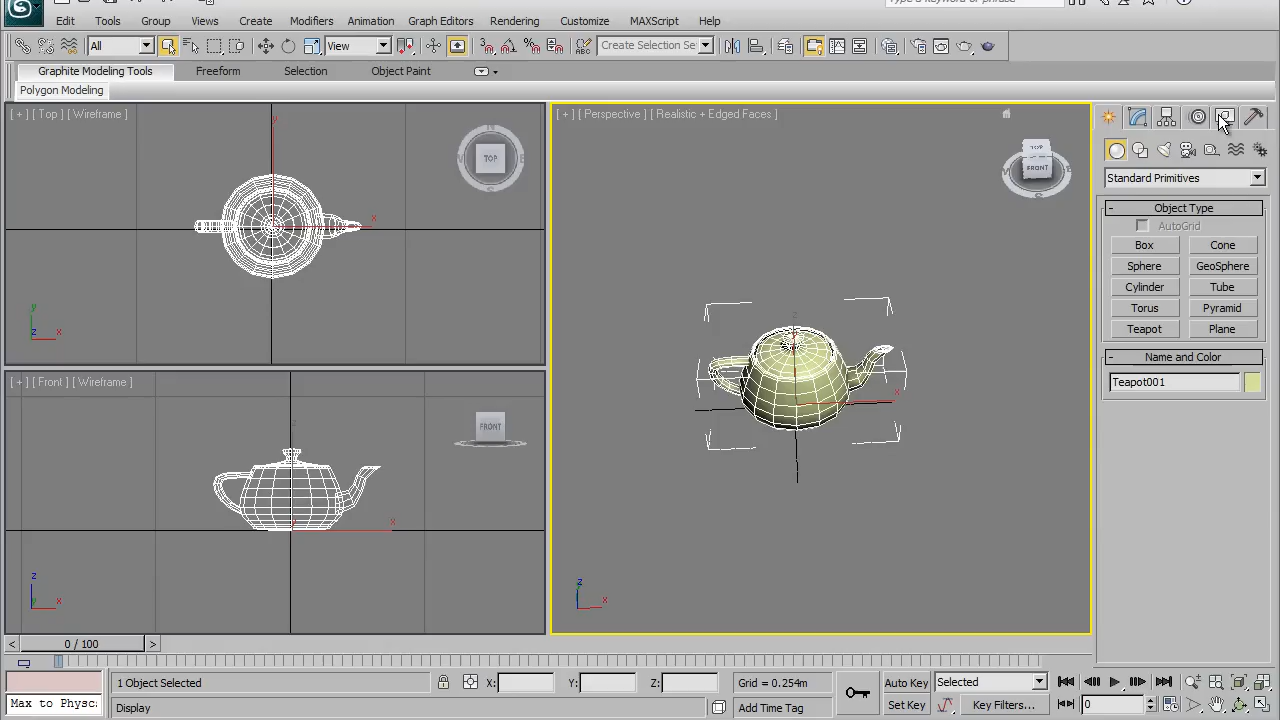 Edit Tools Group Views Create Modifiers Animation Graph Editors Rendering Customize MAXScript Help
All View Create Selection Se
Graphite Modeling Tools Freeform Selection Object Paint
Polygon Modeling
[ + ] [ Top ] [ Wireframe ]
TOP
y
x
y
z x
[ + ] [ Front ] [ Wireframe ]
FRONT
z
x
z
y x
[ + ] [ Perspective ] [ Realistic + Edged Faces ]
TOP
FRONT
S
z
x
z
x
Standard Primitives
- Object Type
AutoGrid
Box Cone
Sphere GeoSphere
Cylinder Tube
Torus Pyramid
Teapot Plane
- Name and Color
Teapot001
< 0 / 100 >
1 Object Selected X: Y: Z: Grid = 0.254m Auto Key Selected
Max to Physc: Display Add Time Tag Set Key Key Filters... 0